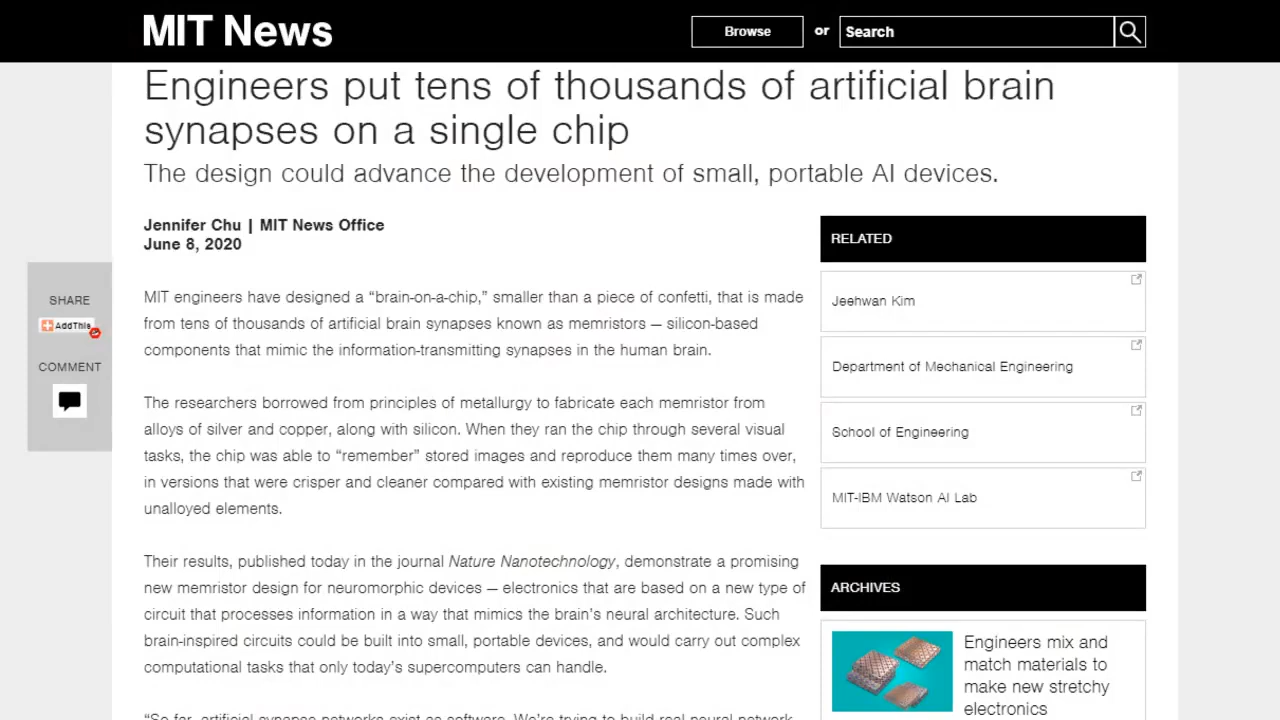 MIT News
Browse
or
Search
Engineers put tens of thousands of artificial brain
synapses on a single chip
The design could advance the development of small, portable AI devices.
Jennifer Chu | MIT News Office
June 8, 2020
SHARE
AddThis
COMMENT
MIT engineers have designed a “brain-on-a-chip,” smaller than a piece of confetti, that is made
from tens of thousands of artificial brain synapses known as memristors — silicon-based
components that mimic the information-transmitting synapses in the human brain.
The researchers borrowed from principles of metallurgy to fabricate each memristor from
alloys of silver and copper, along with silicon. When they ran the chip through several visual
tasks, the chip was able to “remember” stored images and reproduce them many times over,
in versions that were crisper and cleaner compared with existing memristor designs made with
unalloyed elements.
Their results, published today in the journal Nature Nanotechnology, demonstrate a promising
new memristor design for neuromorphic devices — electronics that are based on a new type of
circuit that processes information in a way that mimics the brain’s neural architecture. Such
brain-inspired circuits could be built into small, portable devices, and would carry out complex
computational tasks that only today’s supercomputers can handle.
“So far, artificial synapse networks exist as software. We’re trying to build real neural network
RELATED
Jeehwan Kim
Department of Mechanical Engineering
School of Engineering
MIT-IBM Watson AI Lab
ARCHIVES
Engineers mix and
match materials to
make new stretchy
electronics